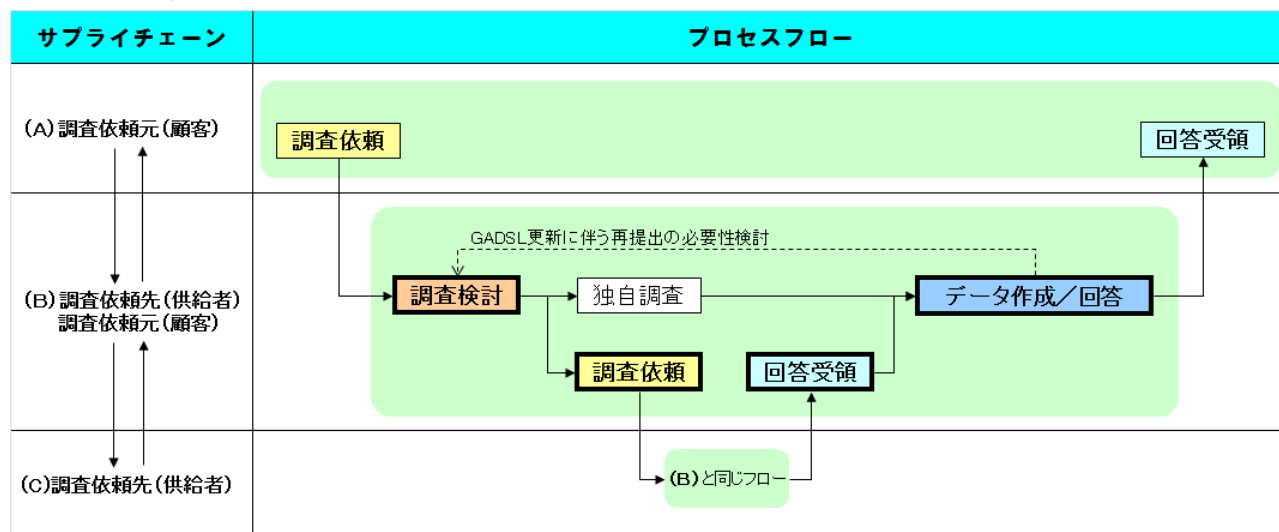 サプライチェーン
プロセスフロー
(A)調査依頼元(顧客)
調査依頼
回答受領
GADSL更新に伴う再提出の必要性検討
(B)調査依頼先(供給者)
調査依頼元(顧客)
調査検討
独自調査
データ作成／回答
調査依頼
回答受領
(C)調査依頼先(供給者)
(B)と同じフロー